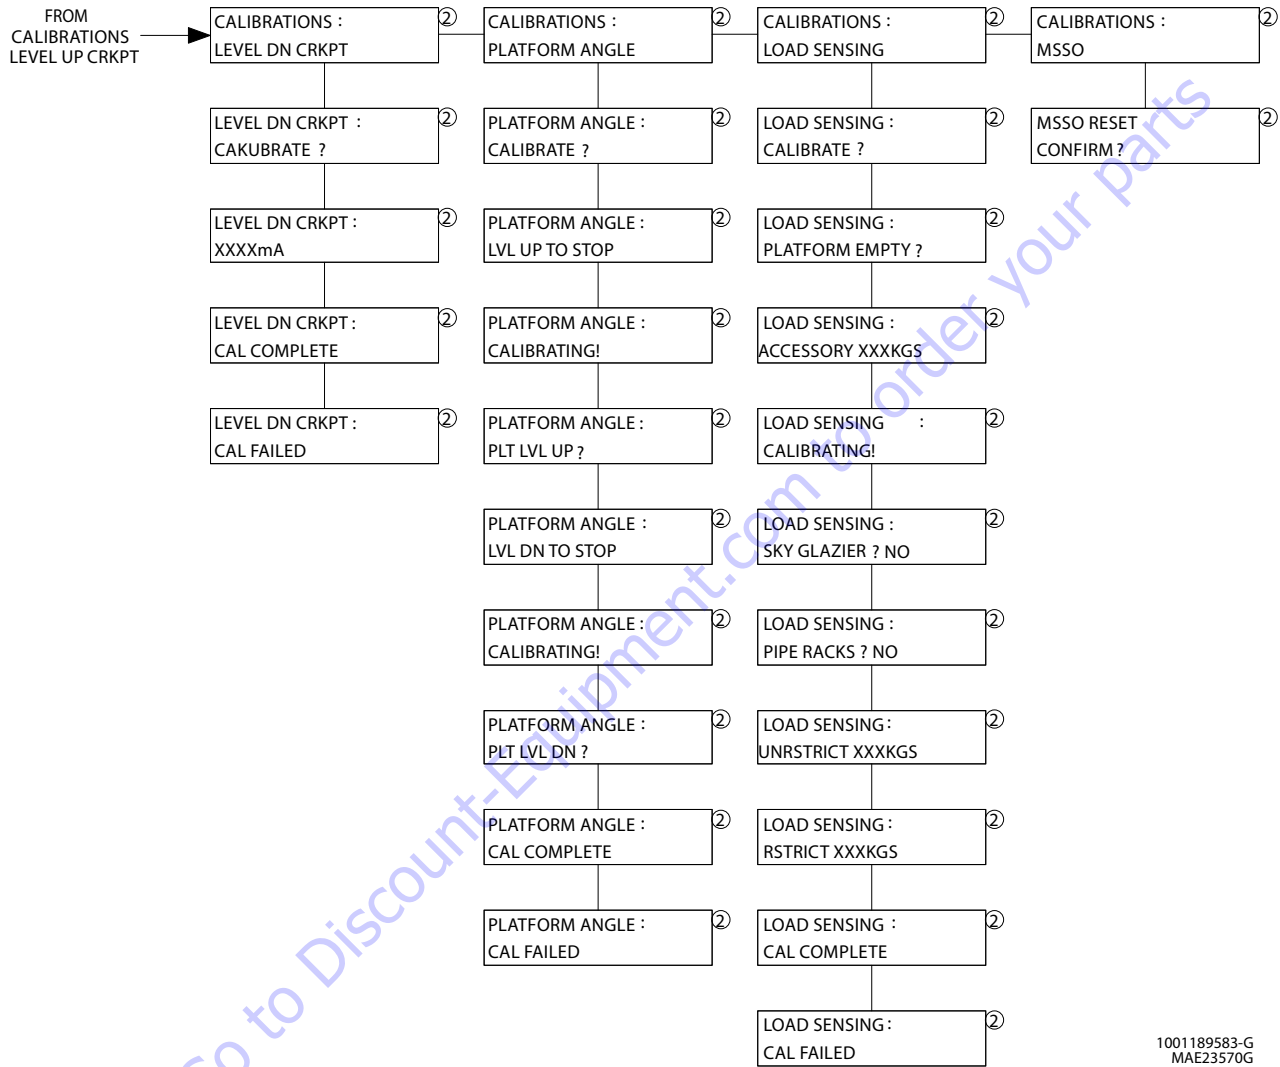 FROM
CALIBRATIONS
LEVEL UP CRKPT
CALIBRATIONS :
LEVEL DN CRKPT
②
LEVEL DN CRKPT :
CAKUBRATE ?
②
LEVEL DN CRKPT :
XXXXmA
②
LEVEL DN CRKPT :
CAL COMPLETE
②
LEVEL DN CRKPT :
CAL FAILED
②
CALIBRATIONS :
PLATFORM ANGLE
②
PLATFORM ANGLE :
CALIBRATE ?
②
PLATFORM ANGLE :
LVL UP TO STOP
②
PLATFORM ANGLE :
CALIBRATING!
②
PLATFORM ANGLE :
PLT LVL UP ?
②
PLATFORM ANGLE :
LVL DN TO STOP
②
PLATFORM ANGLE :
CALIBRATING!
②
PLATFORM ANGLE :
PLT LVL DN ?
②
PLATFORM ANGLE :
CAL COMPLETE
②
PLATFORM ANGLE :
CAL FAILED
②
CALIBRATIONS :
LOAD SENSING
②
LOAD SENSING :
CALIBRATE ?
②
LOAD SENSING :
PLATFORM EMPTY ?
②
LOAD SENSING :
ACCESSORY XXXKGS
②
LOAD SENSING :
CALIBRATING!
②
LOAD SENSING :
SKY GLAZIER ? NO
②
LOAD SENSING :
PIPE RACKS ? NO
②
LOAD SENSING :
UNRSTRICT XXXKGS
②
LOAD SENSING :
RSTRICT XXXKGS
②
LOAD SENSING :
CAL COMPLETE
②
LOAD SENSING :
CAL FAILED
②
CALIBRATIONS :
MSSO
②
MSSO RESET
CONFIRM ?
②
1001189583-G
MAE23570G
Go to Discount-Equipment.com to order your parts